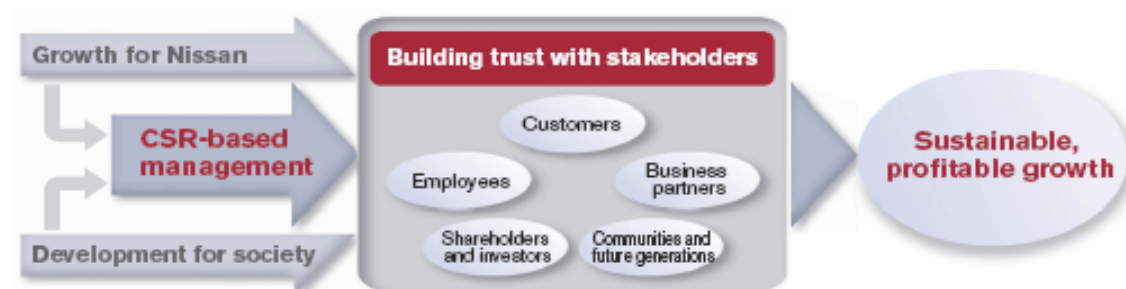 Growth for Nissan
CSR-based
management
Development for society
Building trust with stakeholders
Customers
Employees
Business
partners
Shareholders
and investors
Communities and
future generations
Sustainable,
profitable growth